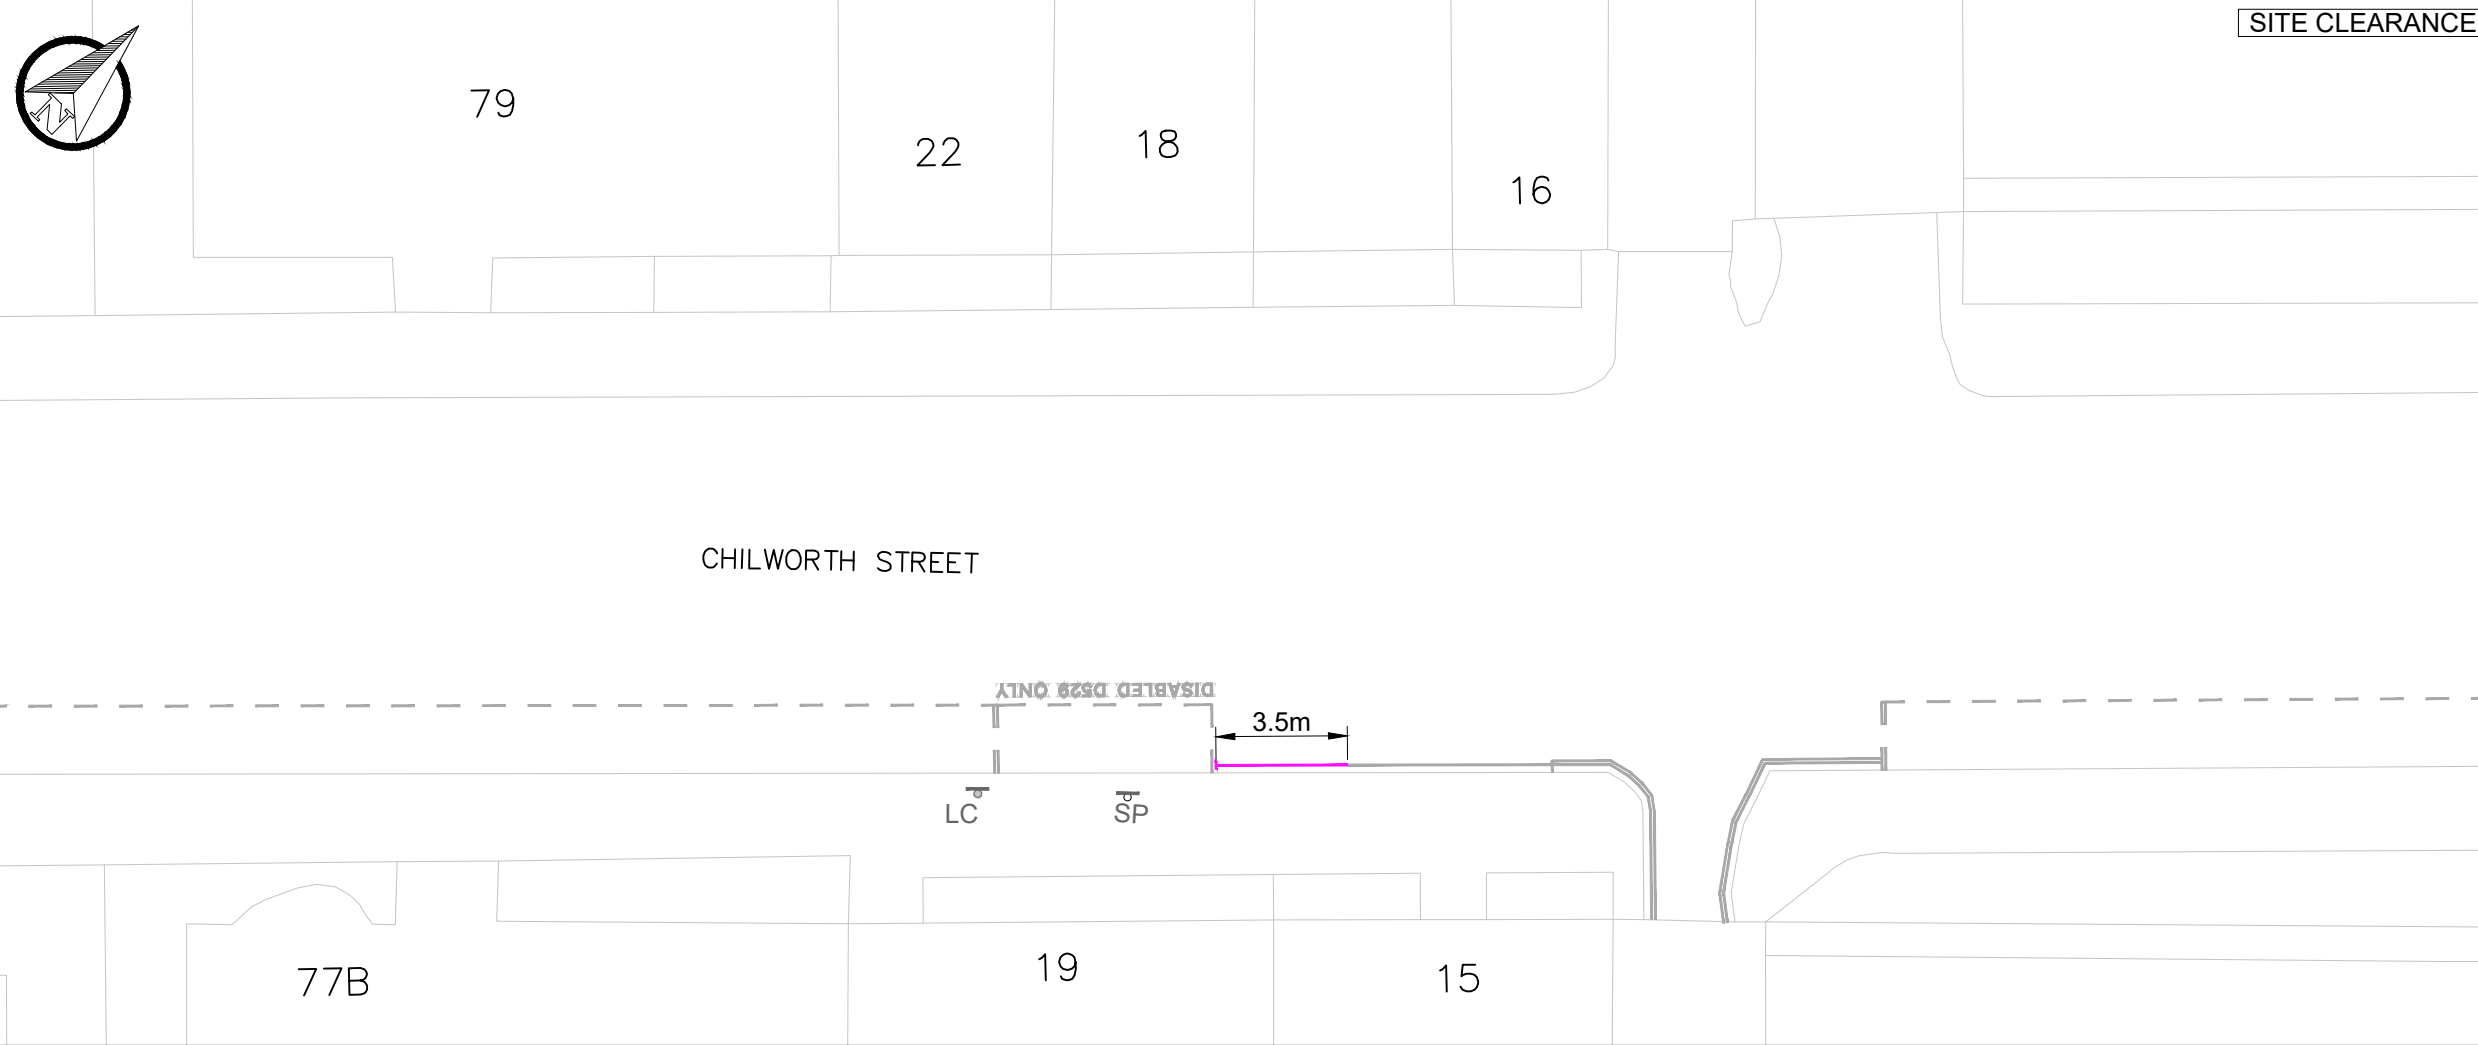 SITE CLEARANCE
N
79
22
18
16
CHILWORTH STREET
DISABLED D529 ONLY
3.5m
LC
SP
77B
19
15